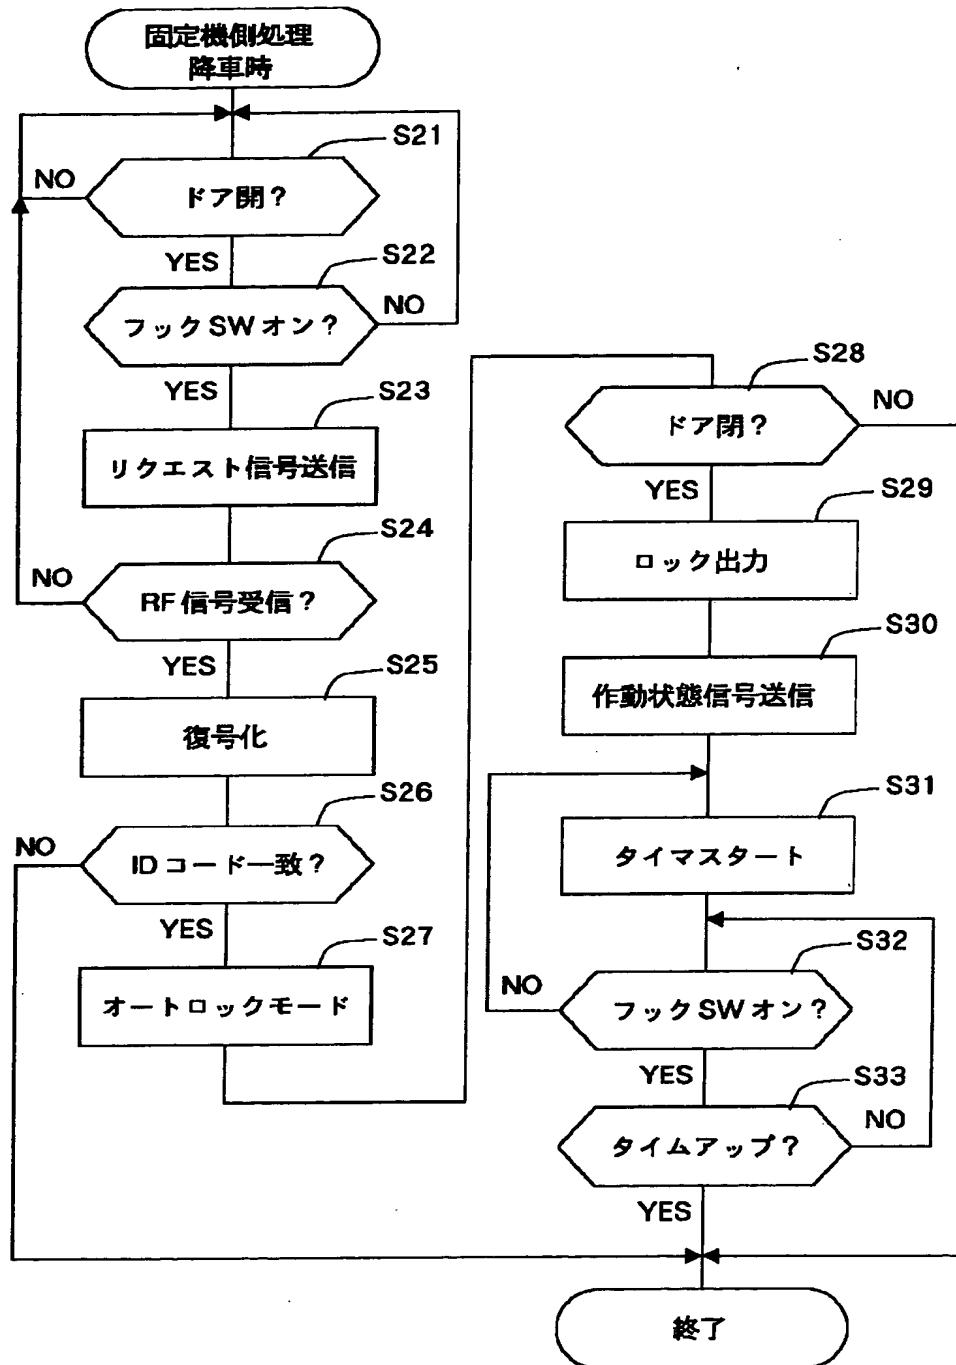 固定機側処理
降車時
S21
ドア開？
NO
YES
S22
フックSWオン？
NO
YES
S23
リクエスト信号送信
S24
RF信号受信？
NO
YES
S25
復号化
S26
IDコード一致？
NO
YES
S27
オートロックモード
S28
ドア閉？
NO
YES
S29
ロック出力
S30
作動状態信号送信
S31
タイマスタート
S32
フックSWオン？
NO
YES
S33
タイムアップ？
NO
YES
終了